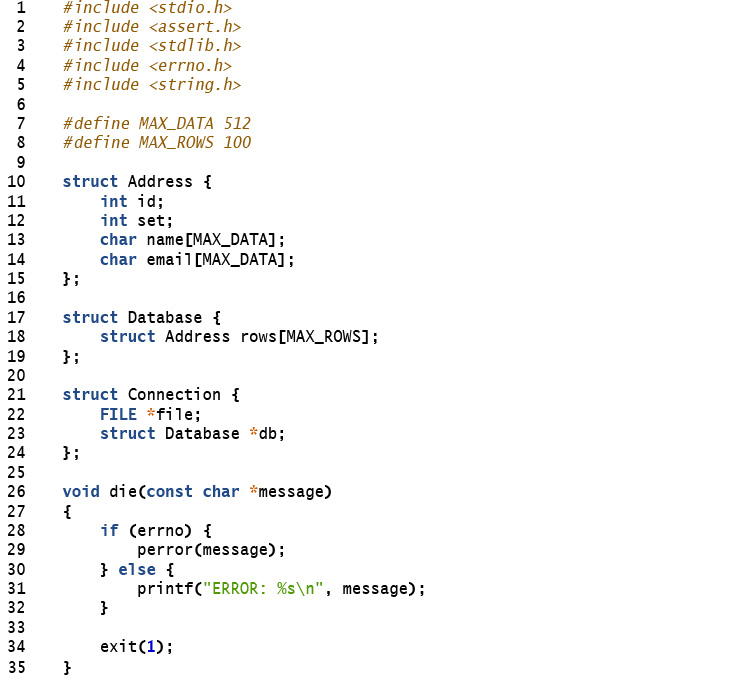 1 #include <stdio.h>
2 #include <assert.h>
3 #include <stdlib.h>
4 #include <errno.h>
5 #include <string.h>
6
7 #define MAX_DATA 512
8 #define MAX_ROWS 100
9
10 struct Address {
11     int id;
12     int set;
13     char name[MAX_DATA];
14     char email[MAX_DATA];
15 };
16
17 struct Database {
18     struct Address rows[MAX_ROWS];
19 };
20
21 struct Connection {
22     FILE *file;
23     struct Database *db;
24 };
25
26 void die(const char *message)
27 {
28     if (errno) {
29         perror(message);
30     } else {
31         printf("ERROR: %s\n", message);
32     }
33
34     exit(1);
35 }